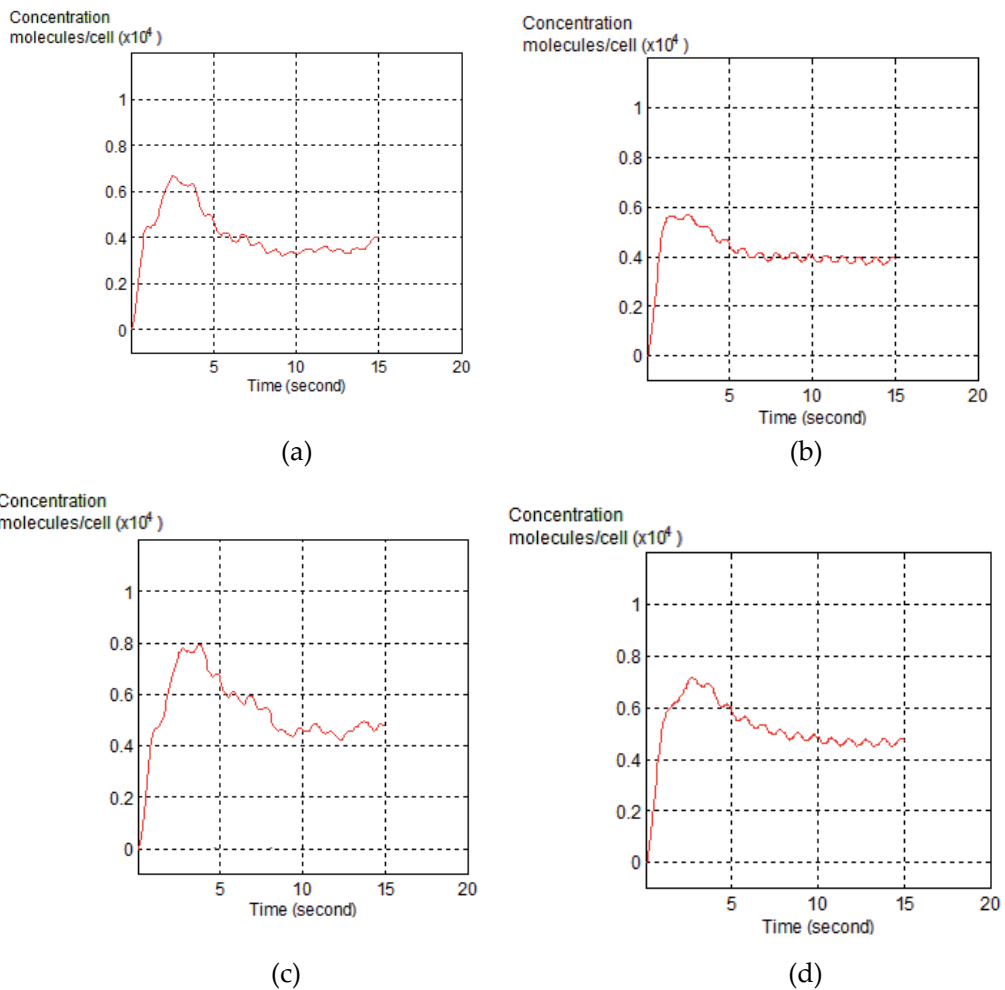 Concentration
molecules/cell (x10⁴ )
1
0.8
0.6
0.4
0.2
0
5 10 15 20
Time (second)
(a)
Concentration
molecules/cell (x10⁴ )
1
0.8
0.6
0.4
0.2
0
5 10 15 20
Time (second)
(b)
Concentration
molecules/cell (x10⁴ )
1
0.8
0.6
0.4
0.2
0
5 10 15 20
Time (second)
(c)
Concentration
molecules/cell (x10⁴ )
1
0.8
0.6
0.4
0.2
0
5 10 15 20
Time (second)
(d)